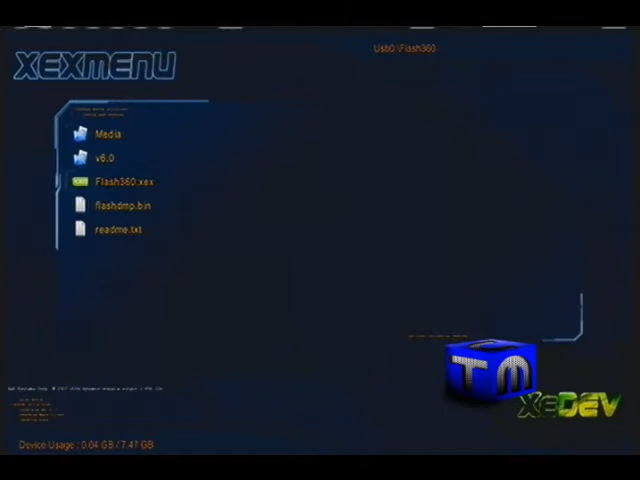 xexmenu
Usb0:\Flash360
Media
v6.0
Flash360.xex
flashdmp.bin
readme.txt
TM
XeDEV
Device Usage : 0.04 GB / 7.47 GB